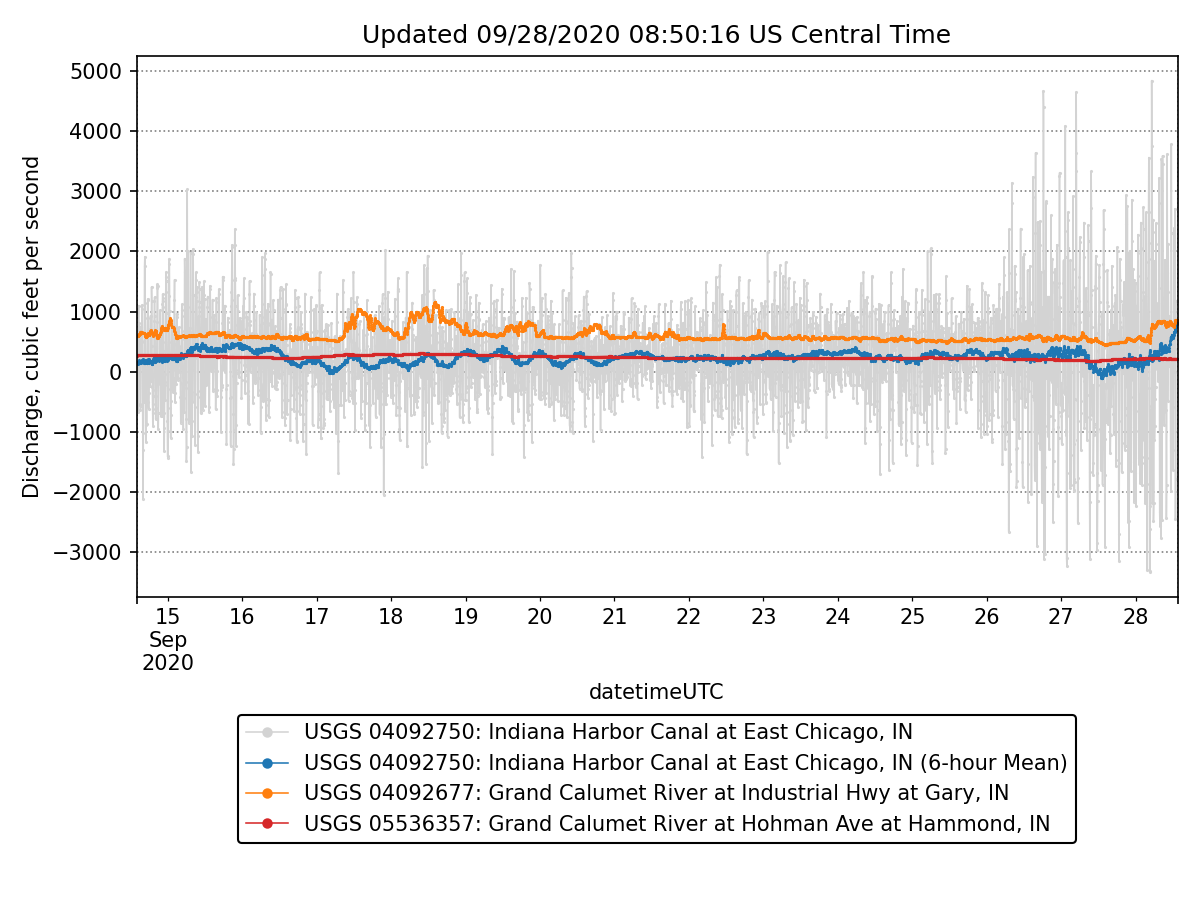 Updated 09/28/2020 08:50:16 US Central Time
Discharge, cubic feet per second
5000
4000
3000
2000
1000
0
−1000
−2000
−3000
15 16 17 18 19 20 21 22 23 24 25 26 27 28
Sep
2020
datetimeUTC
USGS 04092750: Indiana Harbor Canal at East Chicago, IN
USGS 04092750: Indiana Harbor Canal at East Chicago, IN (6-hour Mean)
USGS 04092677: Grand Calumet River at Industrial Hwy at Gary, IN
USGS 05536357: Grand Calumet River at Hohman Ave at Hammond, IN